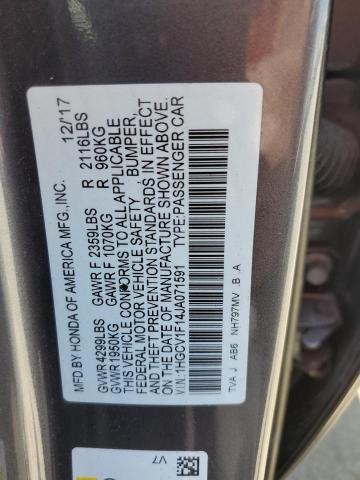 MFD.BY HONDA OF AMERICA MFG.,INC. 12/17
GVWR 4299LBS GAWR F 2359LBS R 2116LBS
GVWR 1950KG GAWR F 1070KG R 960KG
THIS VEHICLE CONFORMS TO ALL APPLICABLE
FEDERAL MOTOR VEHICLE SAFETY, BUMPER,
AND THEFT PREVENTION STANDARDS IN EFFECT
ON THE DATE OF MANUFACTURE SHOWN ABOVE.
V.I.N.:1HGCV1F14JA071591 TYPE:PASSENGER CAR
TVA J AB6 NH797MV B .A
V7